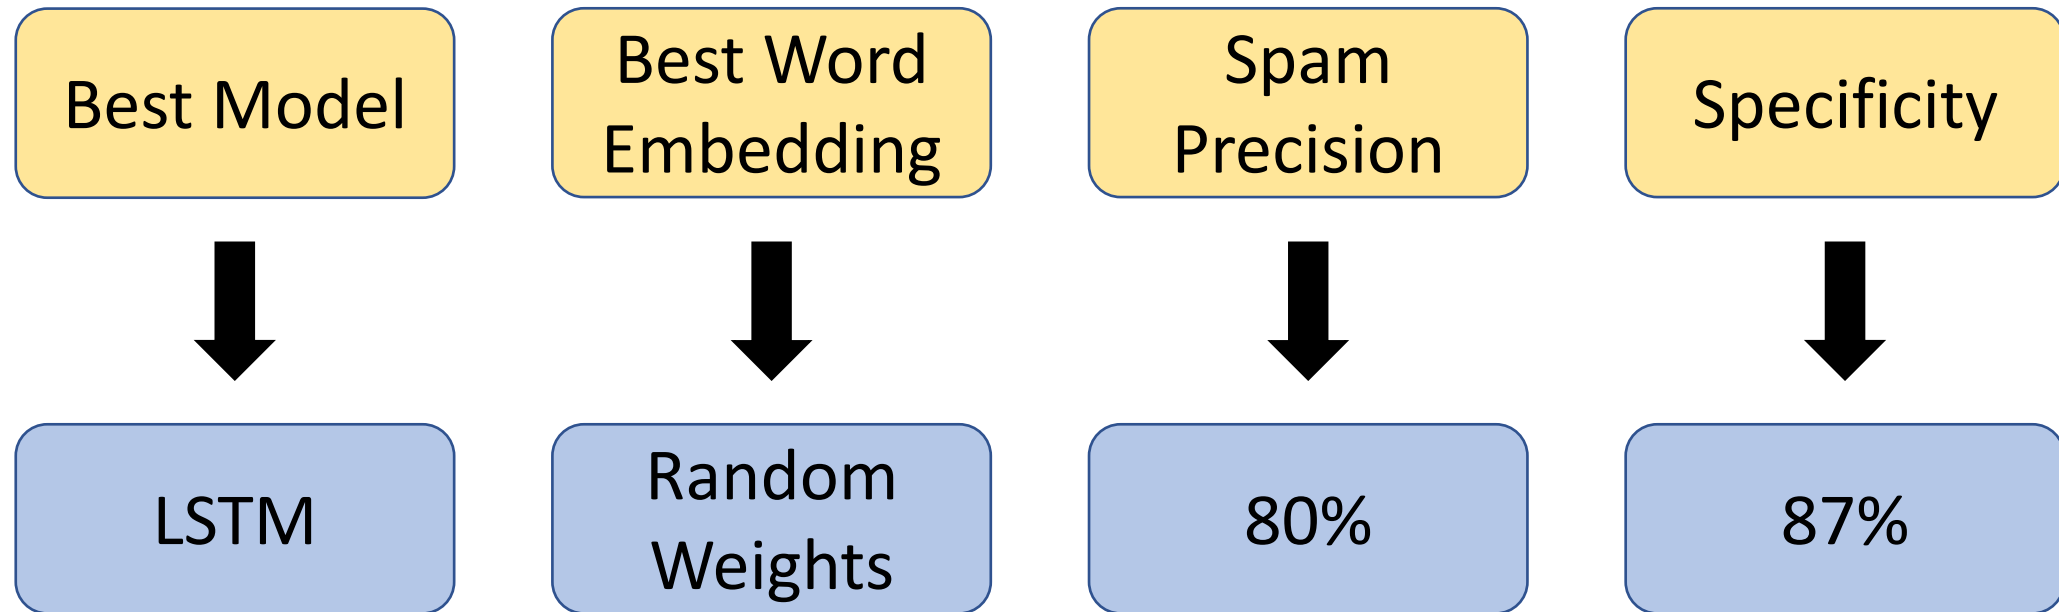 Best Model
Best Word
Embedding
Spam
Precision
Specificity
LSTM
Random
Weights
80%
87%